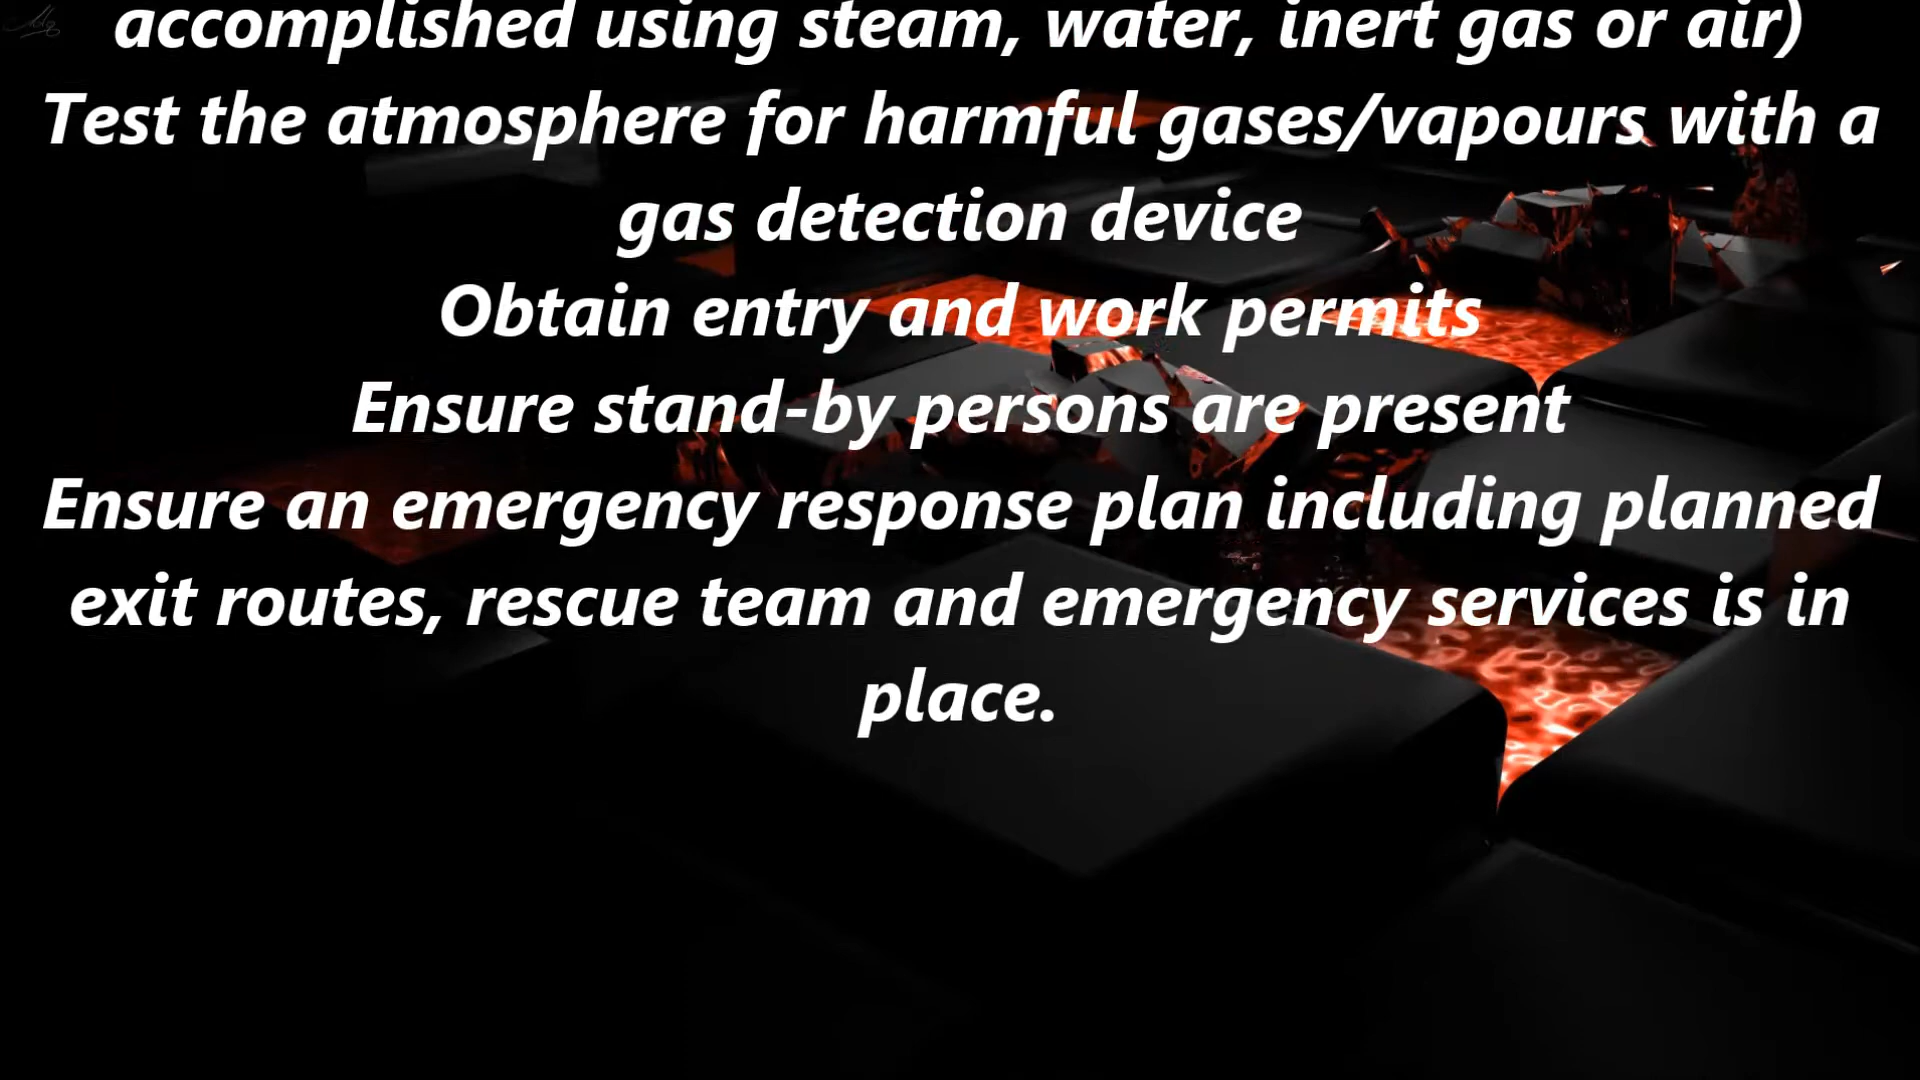 accomplished using steam, water, inert gas or air)
Test the atmosphere for harmful gases/vapours with a
gas detection device
Obtain entry and work permits
Ensure stand-by persons are present
Ensure an emergency response plan including planned
exit routes, rescue team and emergency services is in
place.